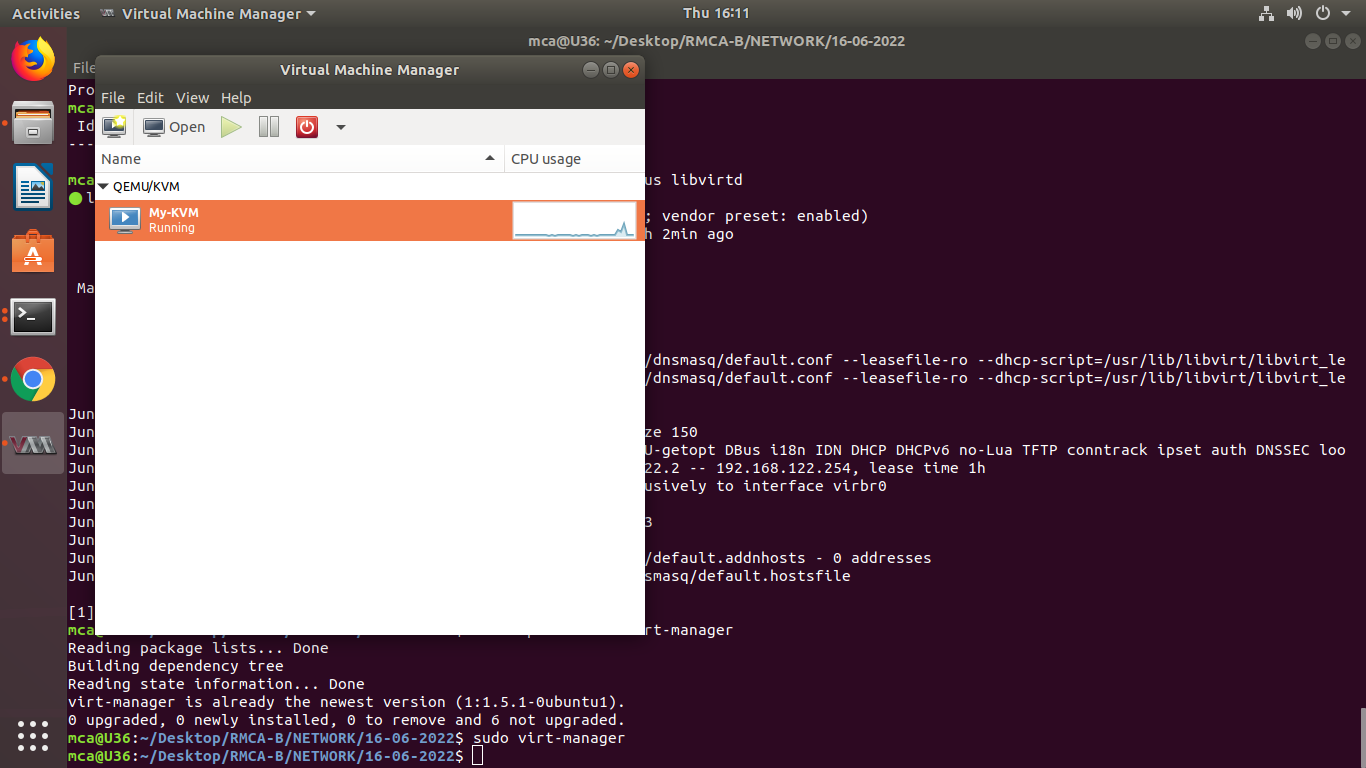 Activities Virtual Machine Manager Thu 16:11
mca@U36: ~/Desktop/RMCA-B/NETWORK/16-06-2022
File
Virtual Machine Manager
File Edit View Help
Open
Name CPU usage
QEMU/KVM
My-KVM
Running
Pro
mca
Id
---
mca us libvirtd
l
; vendor preset: enabled)
h 2min ago
Ma
/dnsmasq/default.conf --leasefile-ro --dhcp-script=/usr/lib/libvirt/libvirt_le
/dnsmasq/default.conf --leasefile-ro --dhcp-script=/usr/lib/libvirt/libvirt_le
Jun
Jun ze 150
Jun U-getopt DBus i18n IDN DHCP DHCPv6 no-Lua TFTP conntrack ipset auth DNSSEC loo
Jun 22.2 -- 192.168.122.254, lease time 1h
Jun usively to interface virbr0
Jun
Jun 3
Jun
Jun /default.addnhosts - 0 addresses
Jun smasq/default.hostsfile
[1]
mca@ rt-manager
Reading package lists... Done
Building dependency tree
Reading state information... Done
virt-manager is already the newest version (1:1.5.1-0ubuntu1).
0 upgraded, 0 newly installed, 0 to remove and 6 not upgraded.
mca@U36:~/Desktop/RMCA-B/NETWORK/16-06-2022$ sudo virt-manager
mca@U36:~/Desktop/RMCA-B/NETWORK/16-06-2022$